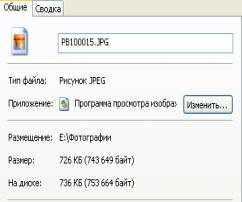 Общие Сводка
PB100015.JPG
Тип файла: Рисунок JPEG
Приложение: Программа просмотра изобра: Изменить...
Размещение: E:\Фотографии
Размер: 726 КБ (743 649 байт)
На диске: 736 КБ (753 664 байт)